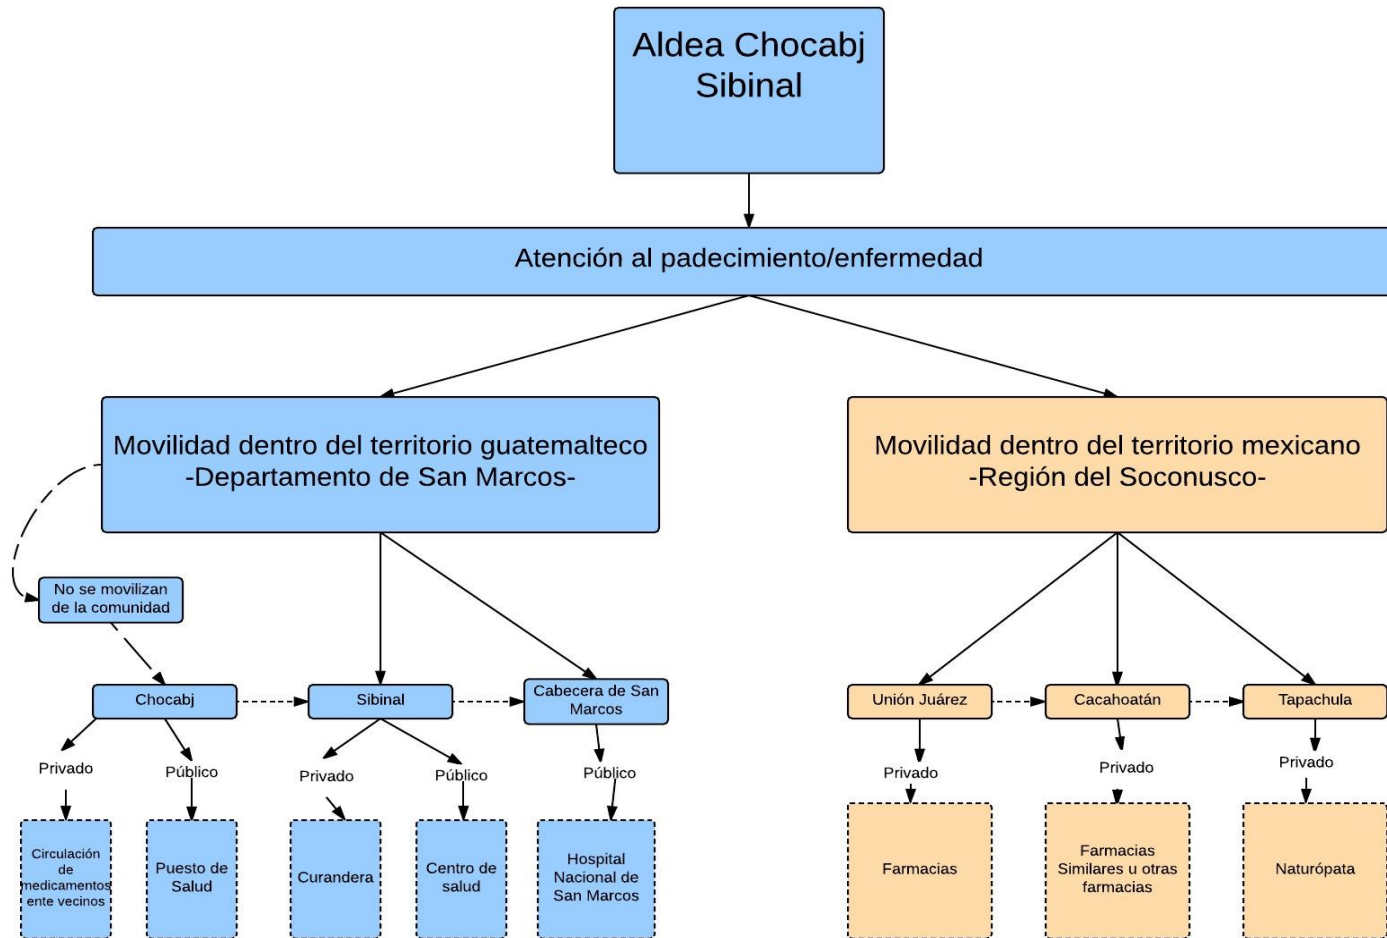 Aldea Chocabj
Sibinal
Atención al padecimiento/enfermedad
Movilidad dentro del territorio guatemalteco
-Departamento de San Marcos-
Movilidad dentro del territorio mexicano
-Región del Soconusco-
No se movilizan
de la comunidad
Chocabj
Sibinal
Cabecera de San
Marcos
Unión Juárez
Cacahoatán
Tapachula
Privado
Público
Privado
Público
Público
Privado
Privado
Privado
Circulación
de
medicamentos
ente vecinos
Puesto de
Salud
Curandera
Centro de
salud
Hospital
Nacional de
San Marcos
Farmacias
Farmacias
Similares u otras
farmacias
Naturópata